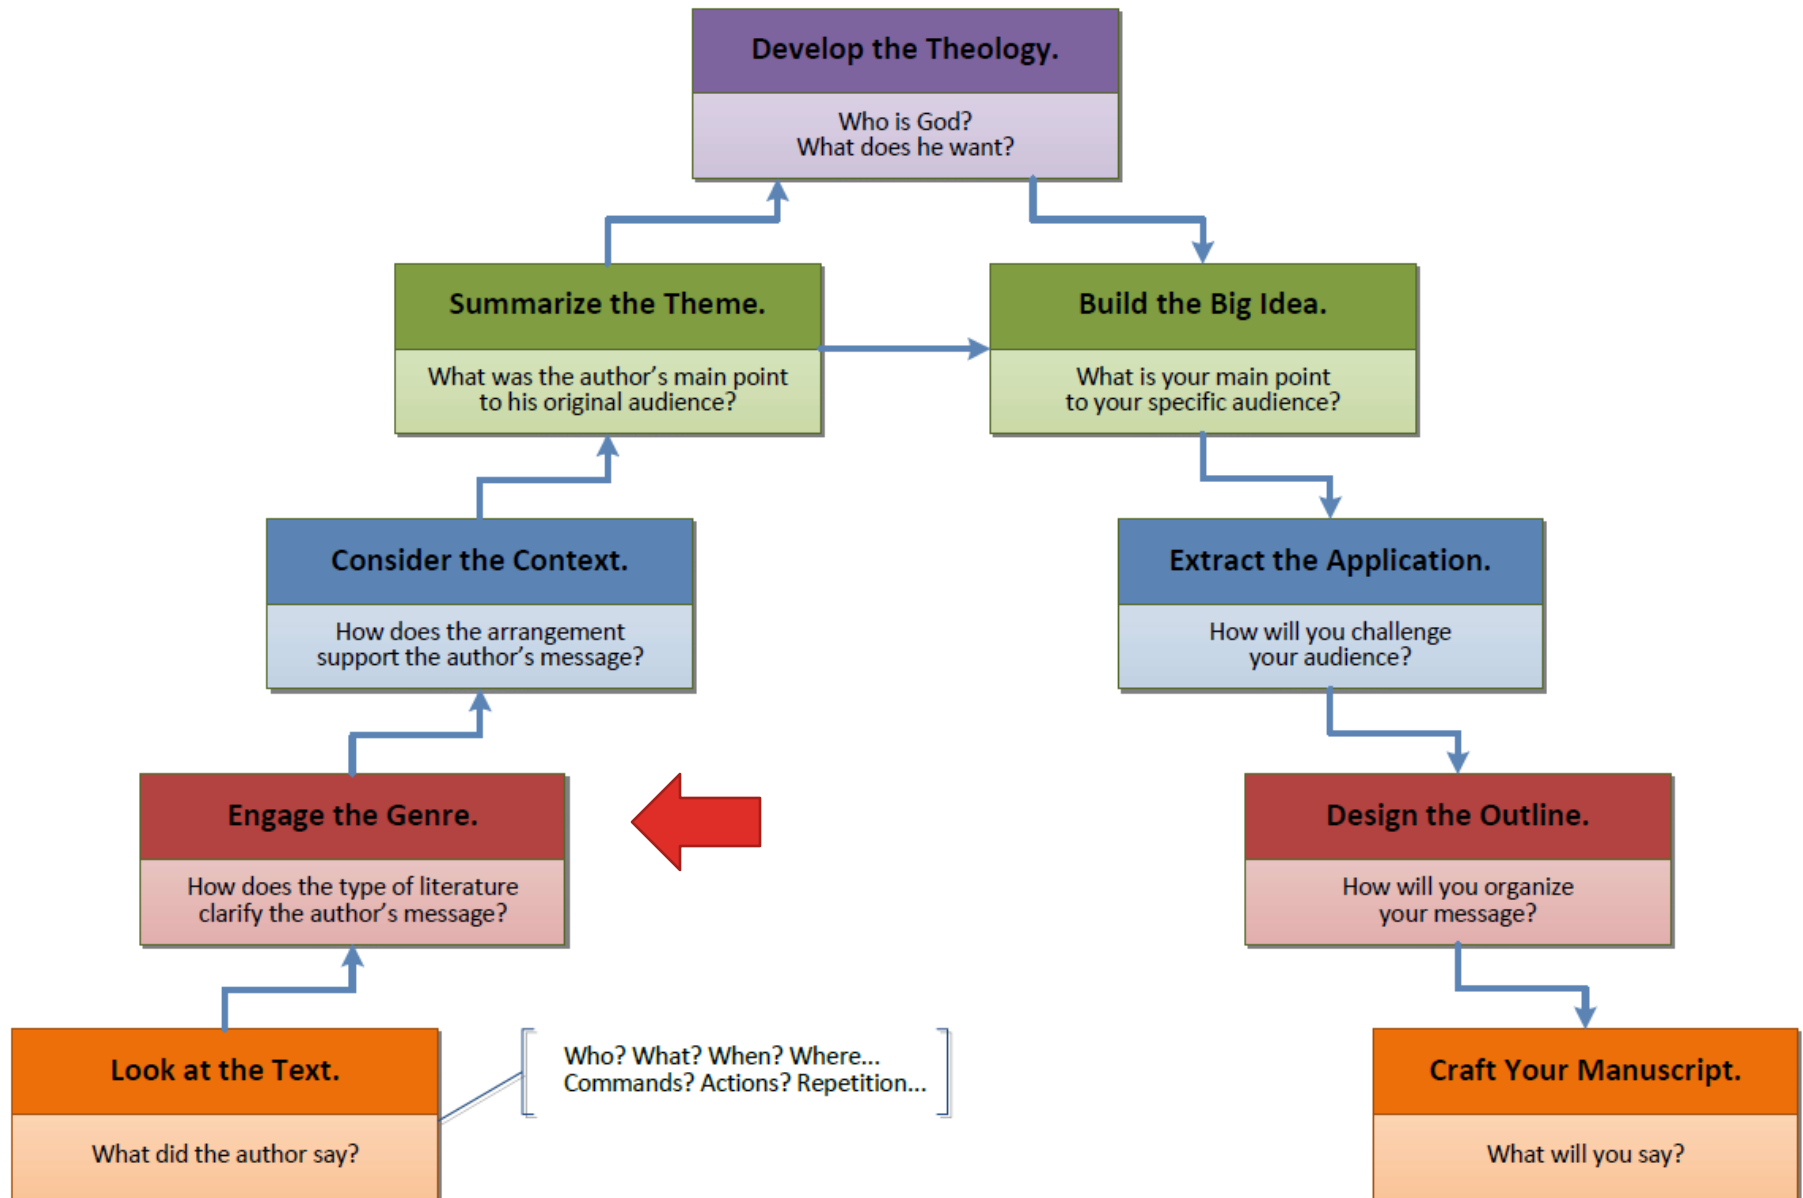 Develop the Theology.
Who is God?
What does he want?
Summarize the Theme.
What was the author’s main point
to his original audience?
Build the Big Idea.
What is your main point
to your specific audience?
Consider the Context.
How does the arrangement
support the author’s message?
Extract the Application.
How will you challenge
your audience?
Engage the Genre.
How does the type of literature
clarify the author’s message?
Design the Outline.
How will you organize
your message?
Look at the Text.
What did the author say?
Who? What? When? Where...
Commands? Actions? Repetition...
Craft Your Manuscript.
What will you say?